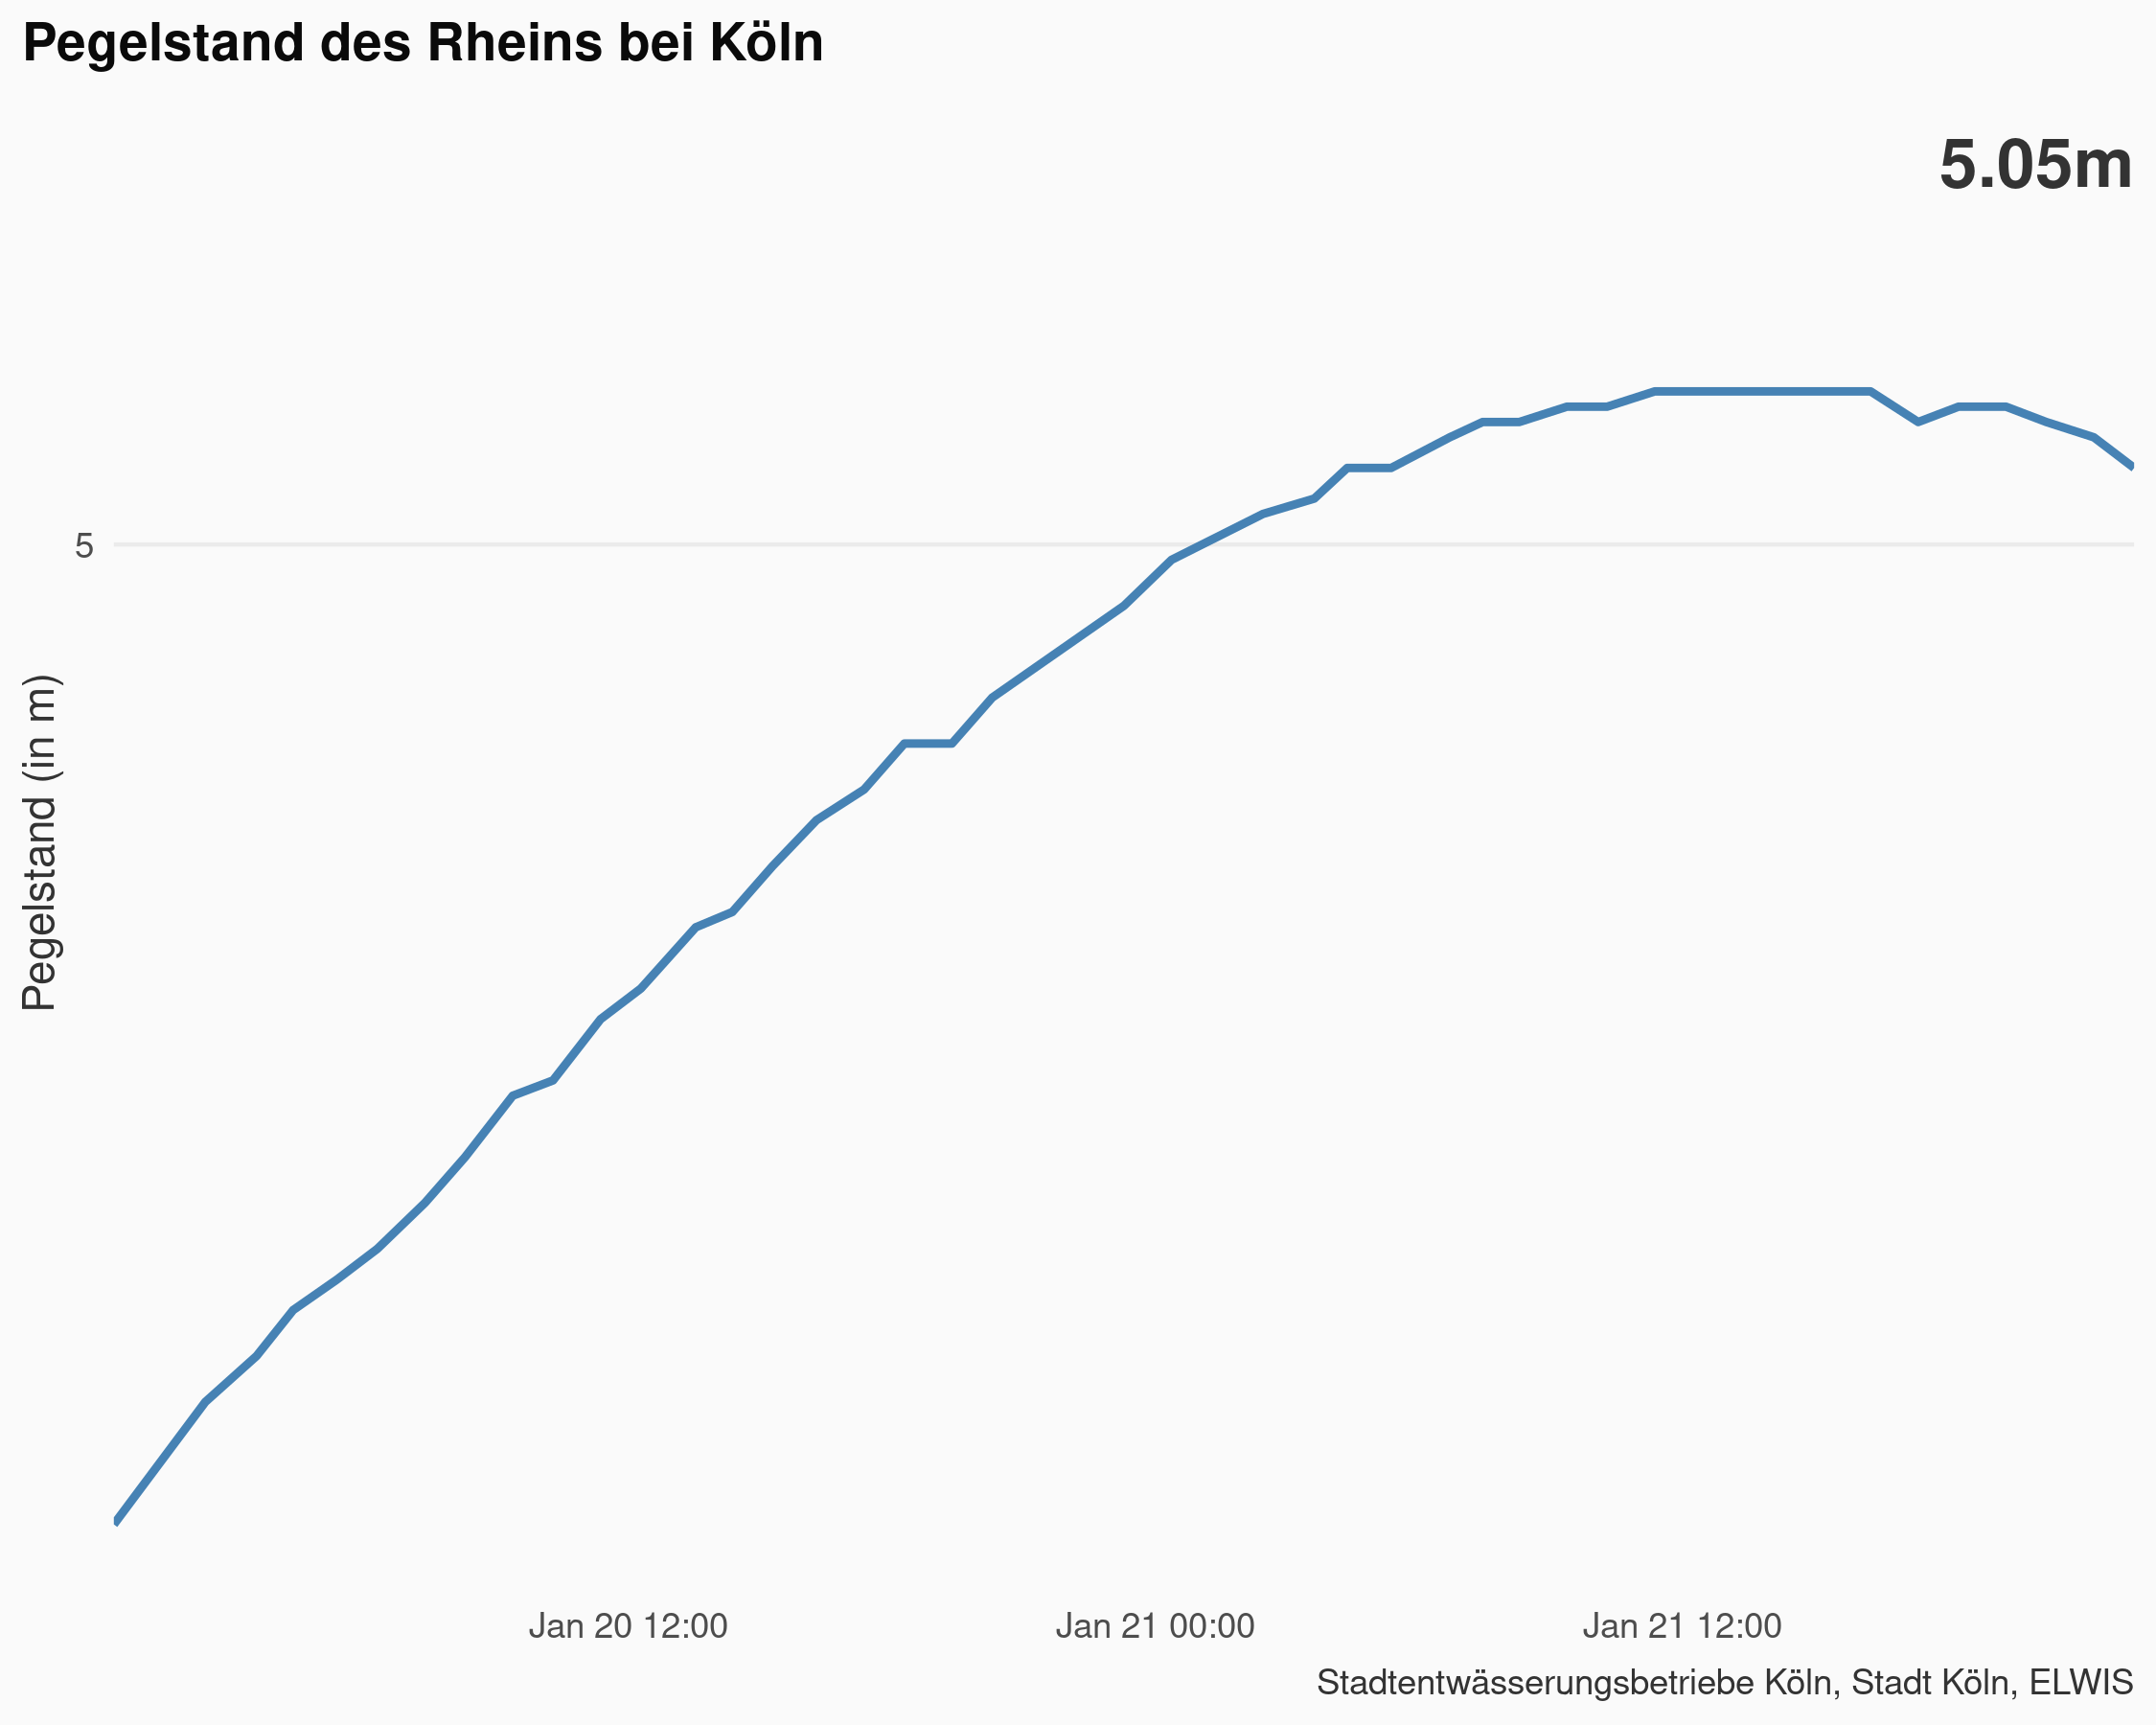 Pegelstand des Rheins bei Köln
5.05m
5
Pegelstand (in m)
Jan 20 12:00
Jan 21 00:00
Jan 21 12:00
Stadtentwässerungsbetriebe Köln, Stadt Köln, ELWIS